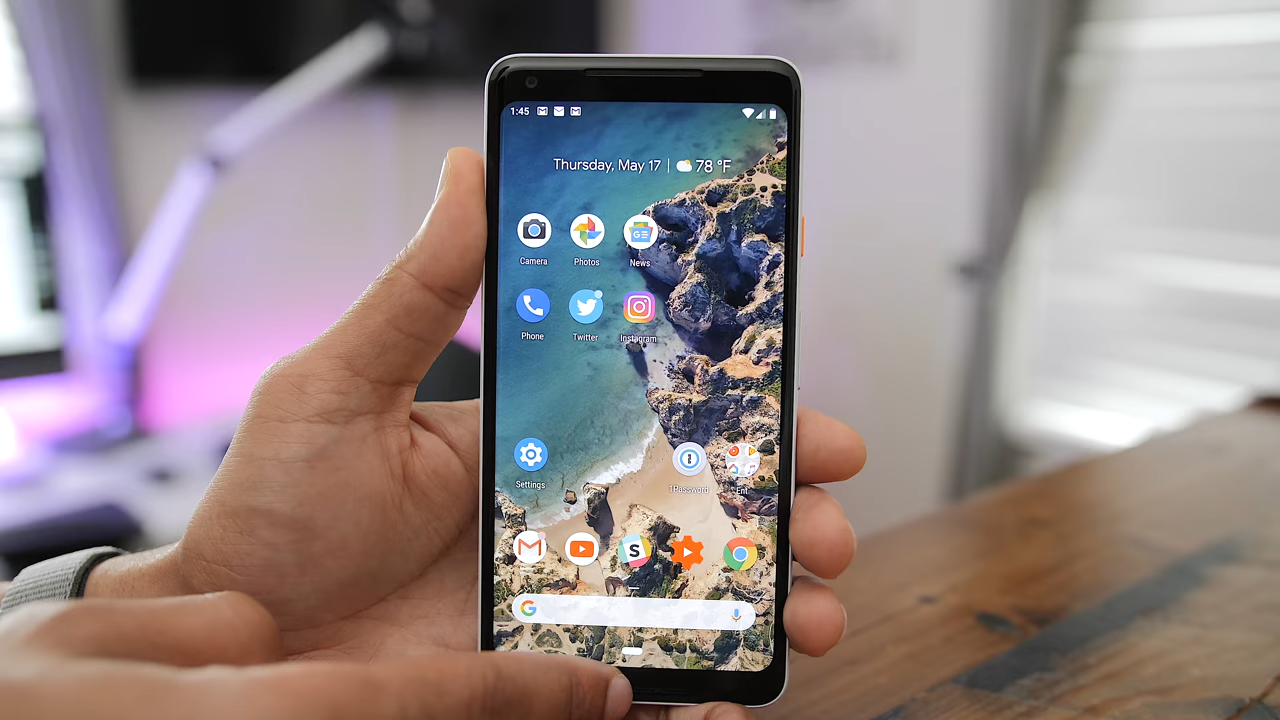 1:45
Thursday, May 17 | 78 °F
Camera Photos News
Phone Twitter Instagram
Settings 1Password Ent